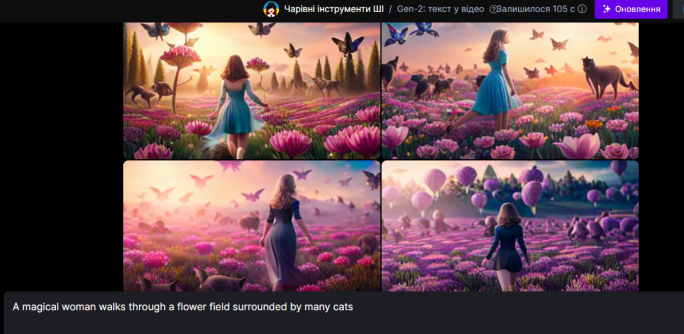 Чарівні інструменти ШІ / Gen-2: текст у відео ?Залишилося 105 с i Оновлення
A magical woman walks through a flower field surrounded by many cats